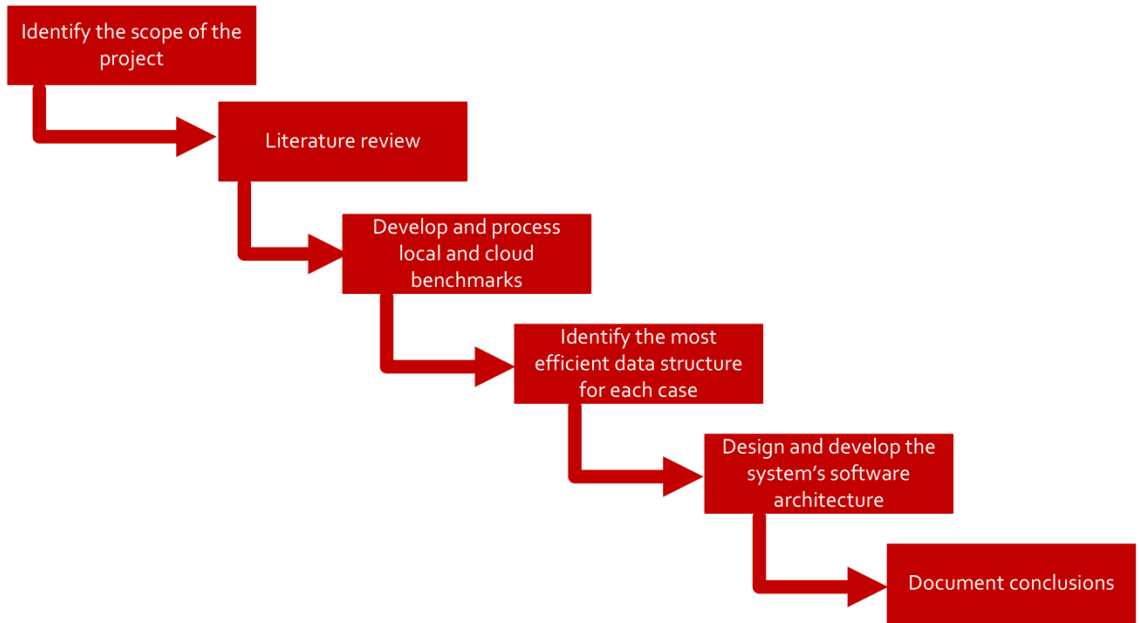 Identify the scope of the
project
Literature review
Develop and process
local and cloud
benchmarks
Identify the most
efficient data structure
for each case
Design and develop the
system’s software
architecture
Document conclusions